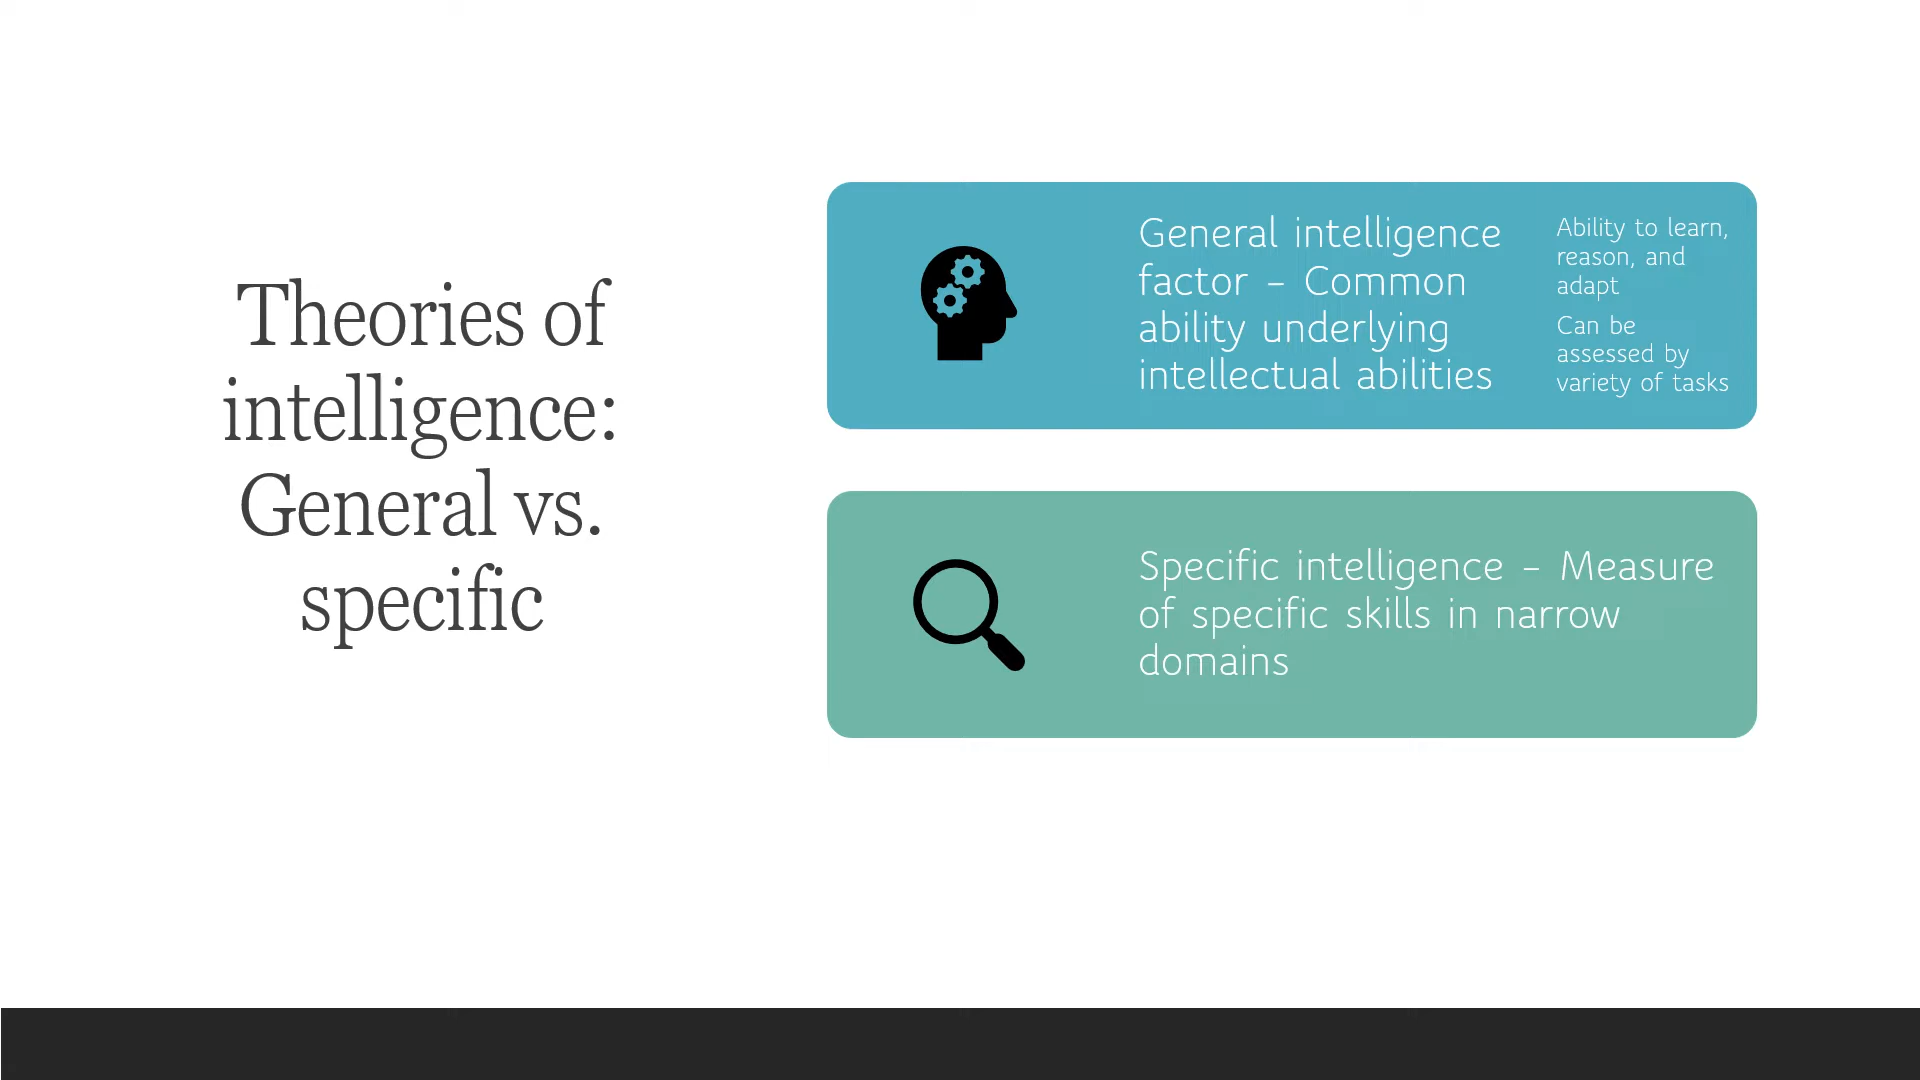 Theories of
intelligence:
General vs.
specific
General intelligence
factor – Common
ability underlying
intellectual abilities
Ability to learn,
reason, and
adapt
Can be
assessed by
variety of tasks
Specific intelligence – Measure
of specific skills in narrow
domains